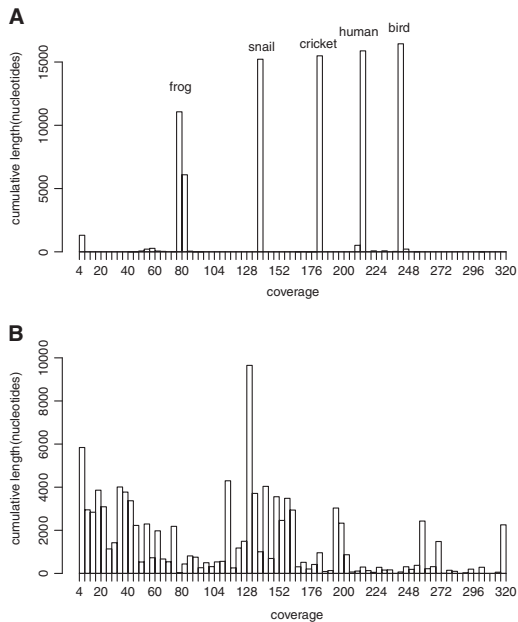 A
bird
human
cricket
snail
frog
cumulative length(nucleotides)
15000
10000
5000
0
4 20 40 60 80 104 128 152 176 200 224 248 272 296 320
coverage
B
cumulative length(nucleotides)
10000
8000
6000
4000
2000
0
4 20 40 60 80 104 128 152 176 200 224 248 272 296 320
coverage